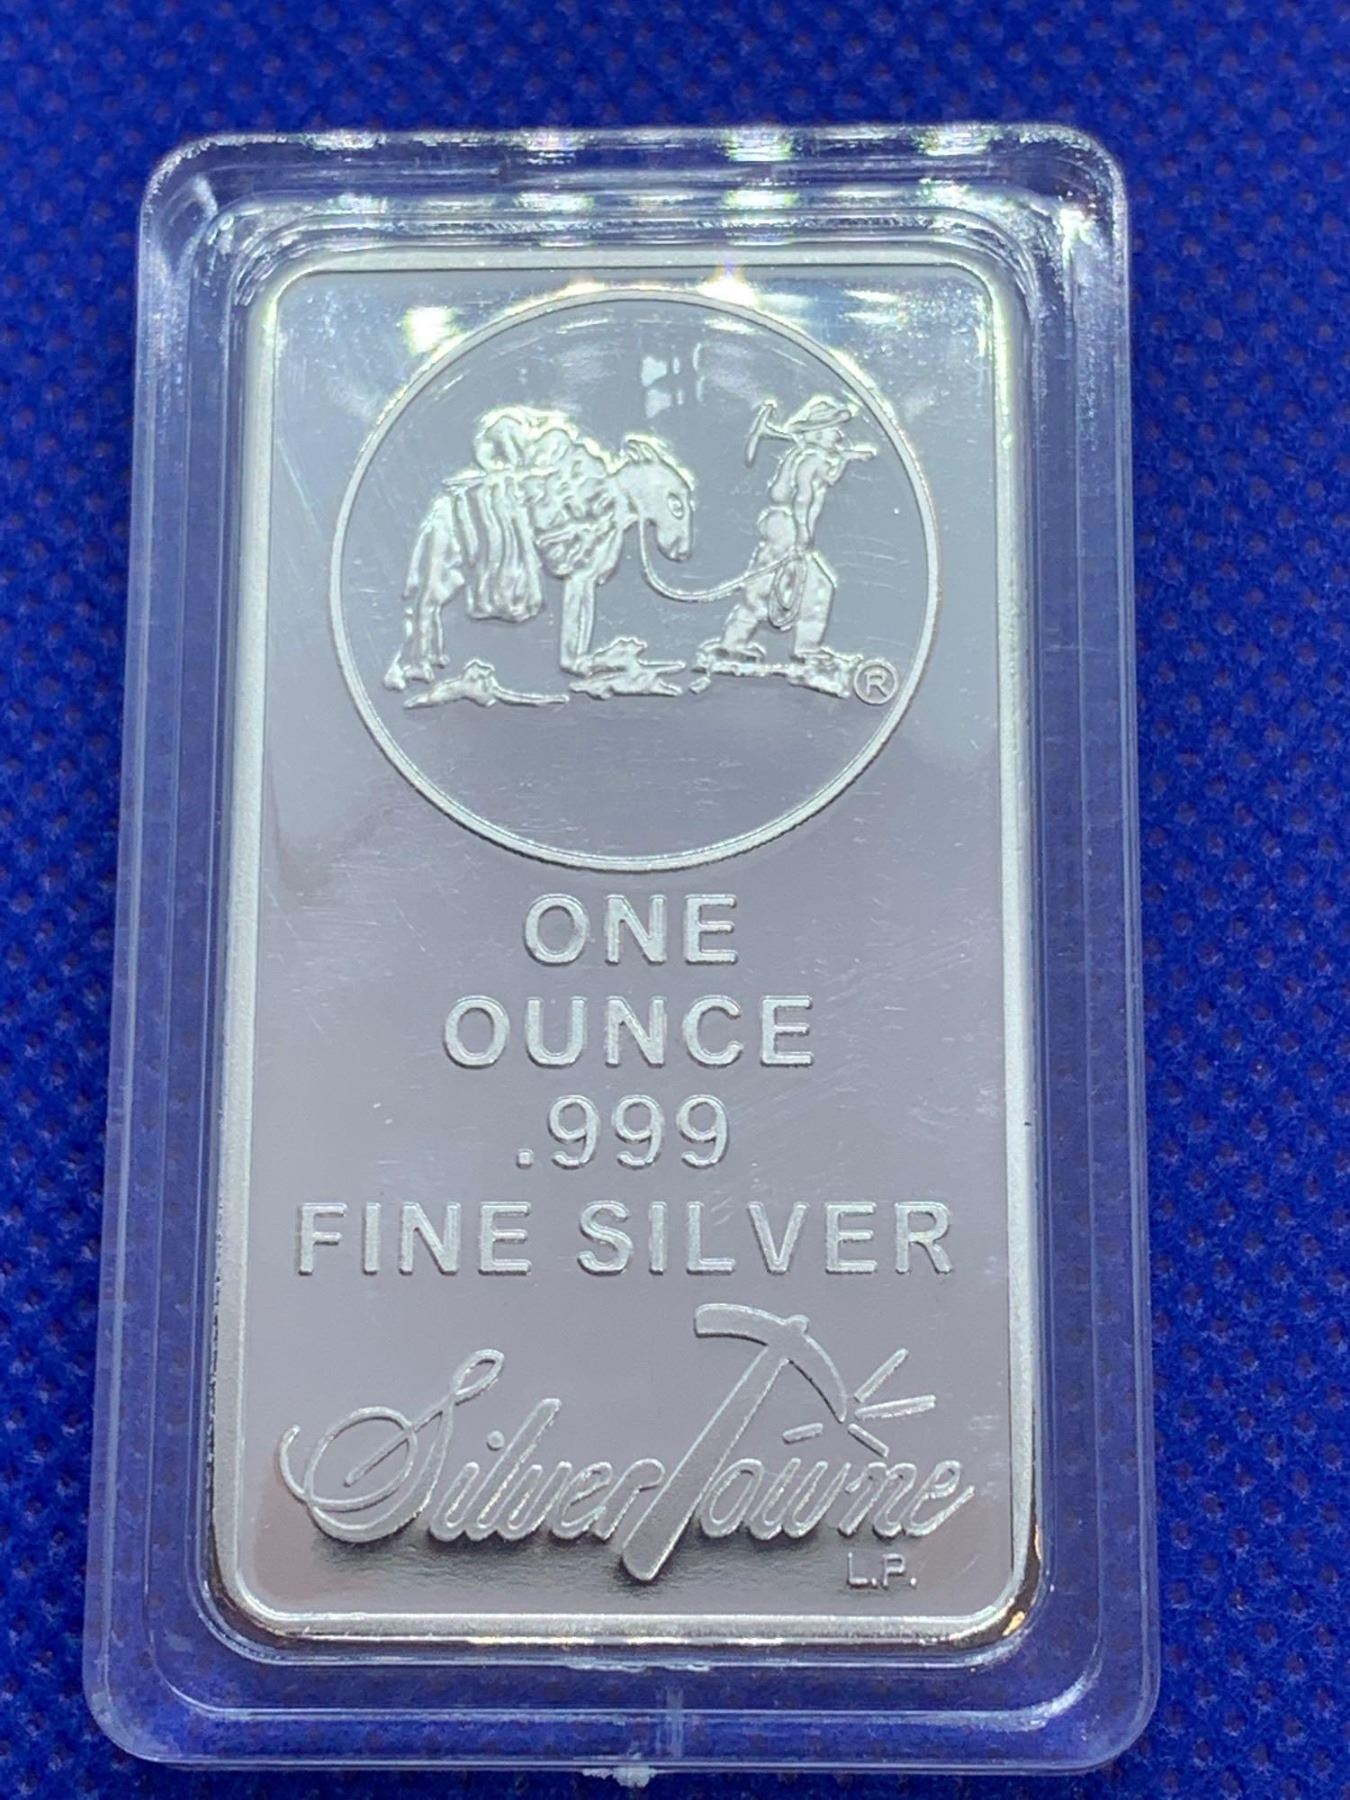 ®
ONE
OUNCE
.999
FINE SILVER
SilverTowne
L.P.